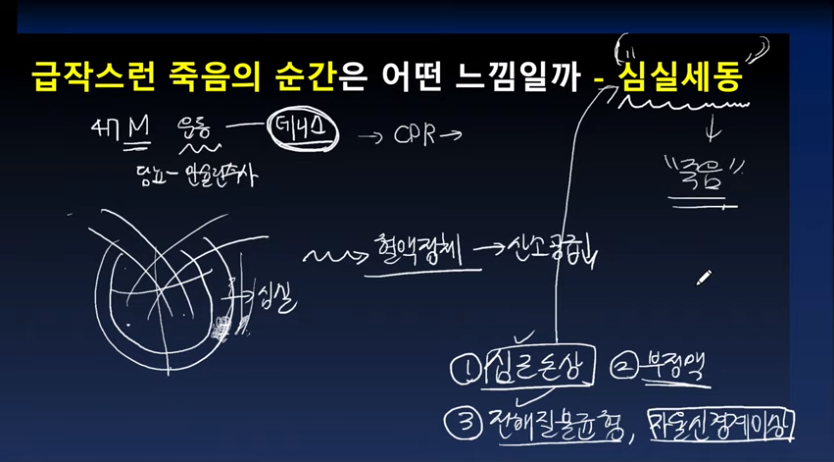 급작스런 죽음의 순간은 어떤 느낌일까 - 심실세동
47 M 운동 — 테니스 → CPR →
당뇨 - 인슐린주사
"죽음"
혈액정체 → 산소공급
심실
① 심근손상 ② 부정맥
③ 전해질불균형, 자율신경계이상